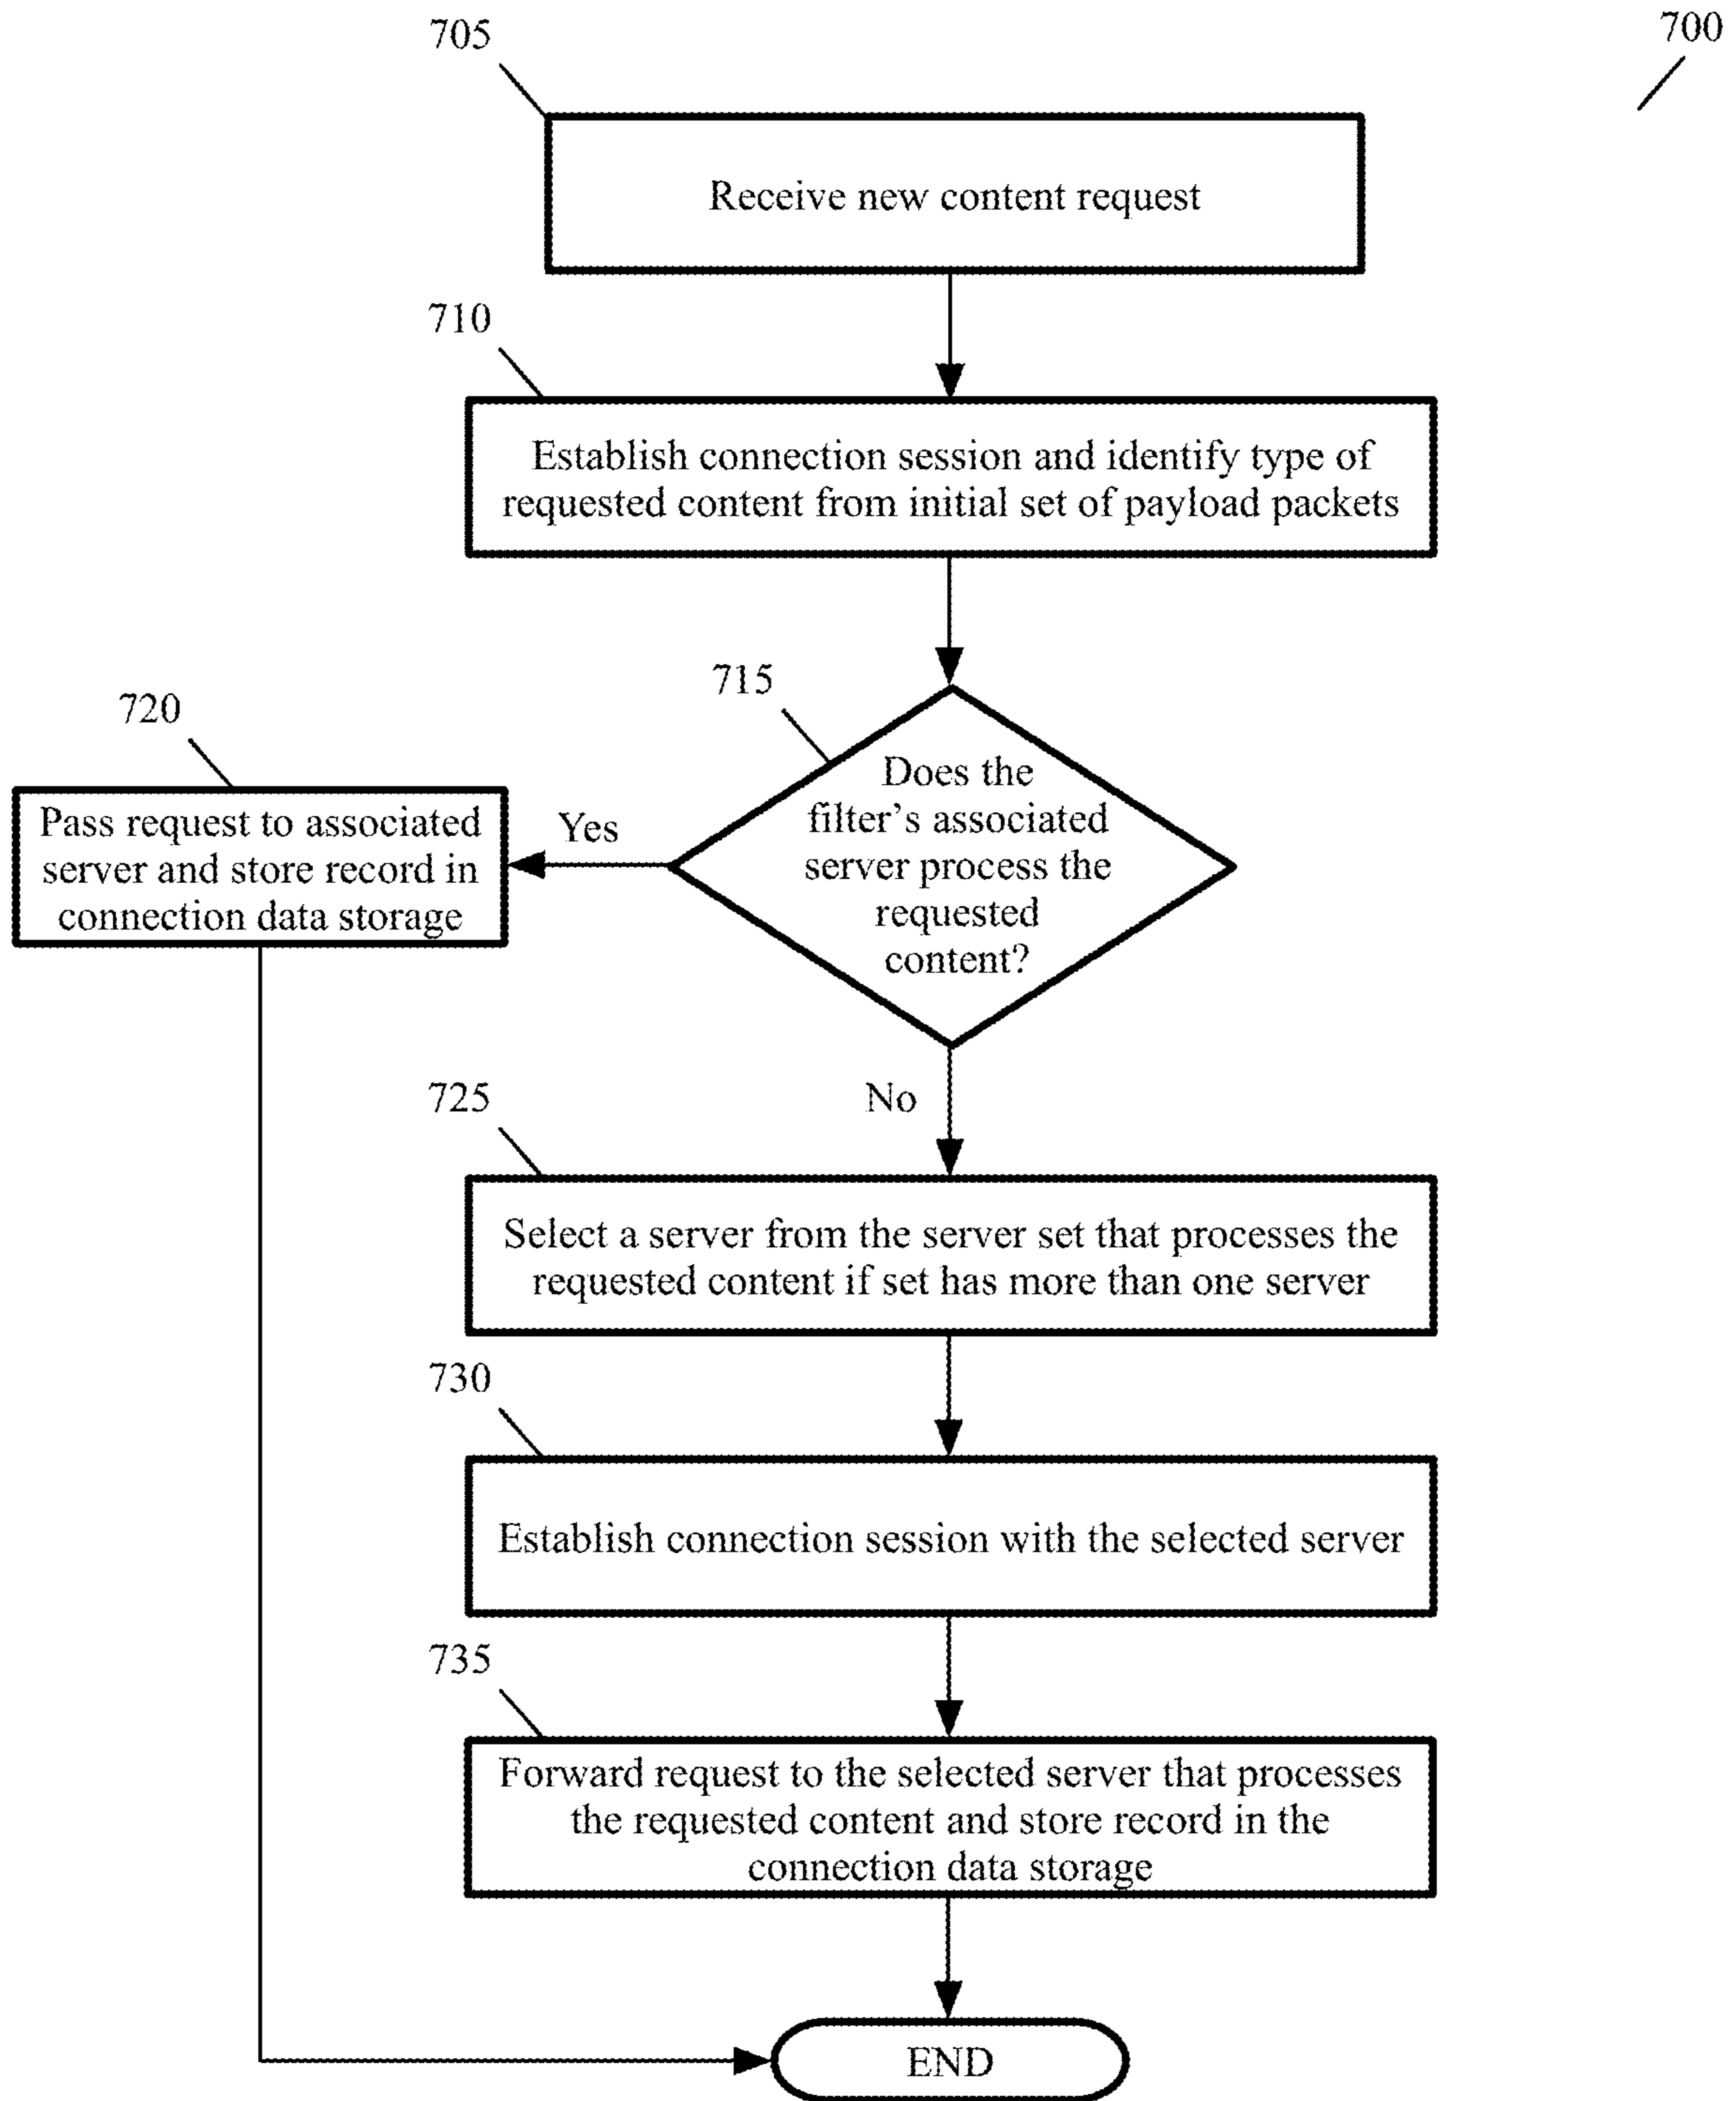 700
705
Receive new content request
710
Establish connection session and identify type of
requested content from initial set of payload packets
715
Does the
filter's associated
server process the
requested
content?
Yes
720
Pass request to associated
server and store record in
connection data storage
No
725
Select a server from the server set that processes the
requested content if set has more than one server
730
Establish connection session with the selected server
735
Forward request to the selected server that processes
the requested content and store record in the
connection data storage
END